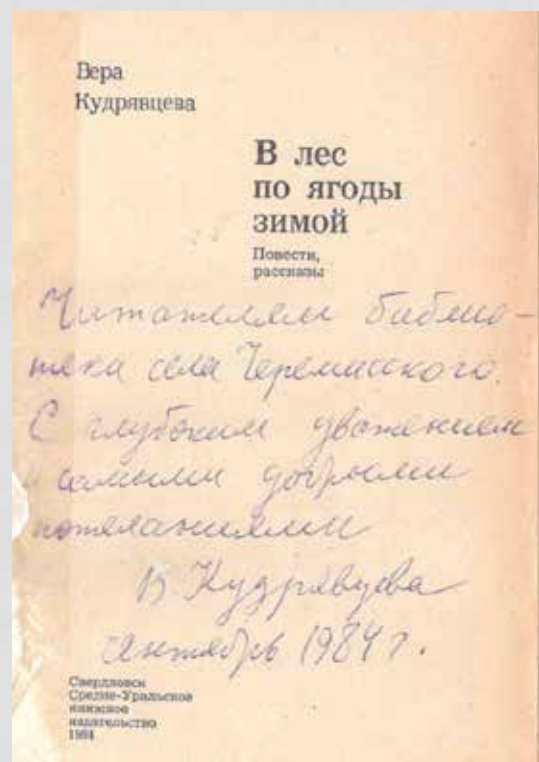 Вера
Кудрявцева
В лес
по ягоды
зимой
Повести,
рассказы
Читателям библио-
теки села Черемисского.
С глубоким уважением
и самыми добрыми
пожеланиями
В Кудрявцева
сентябрь 1984 г.
Свердловск
Средне-Уральское
книжное
издательство
1984